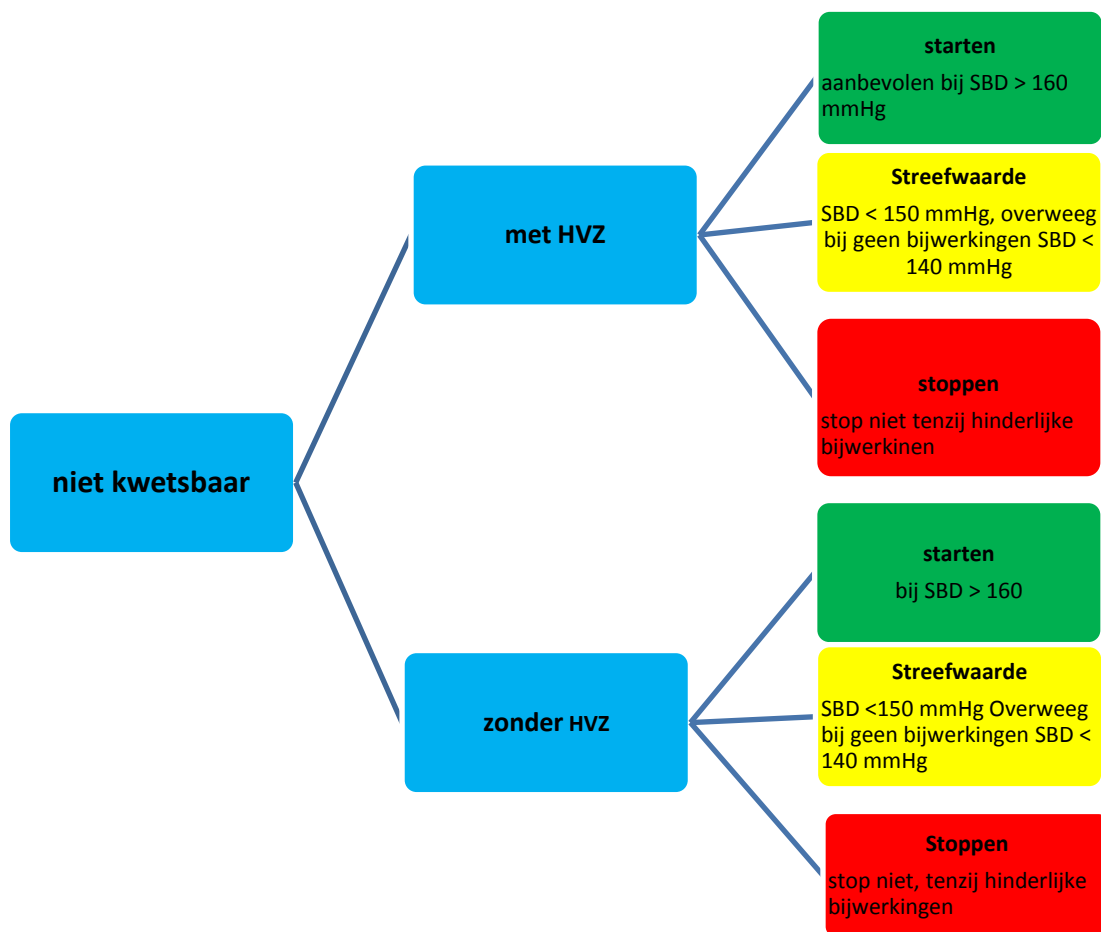 niet kwetsbaar
met HVZ
starten
aanbevolen bij SBD > 160
mmHg
Streefwaarde
SBD < 150 mmHg, overweeg
bij geen bijwerkingen SBD <
140 mmHg
stoppen
stop niet tenzij hinderlijke
bijwerkinen
zonder HVZ
starten
bij SBD > 160
Streefwaarde
SBD <150 mmHg Overweeg
bij geen bijwerkingen SBD <
140 mmHg
Stoppen
stop niet, tenzij hinderlijke
bijwerkingen